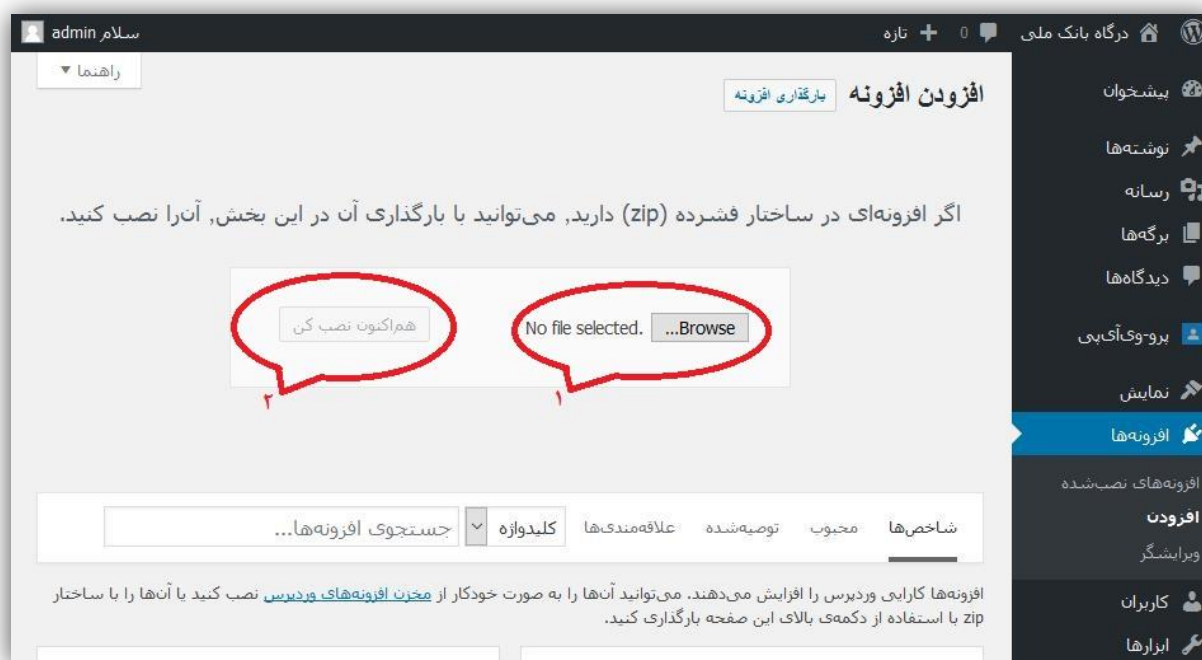 درگاه بانک ملی 0 تازه سلام admin
راهنما
افزودن افزونه بارگذاری افزونه
اگر افزونه‌ای در ساختار فشرده (zip) دارید, می‌توانید با بارگذاری آن در این بخش, آن‌را نصب کنید.
...Browse No file selected. هم‌اکنون نصب کن
۱ ۲
شاخص‌ها محبوب توصیه‌شده علاقه‌مندی‌ها کلیدواژه جستجوی افزونه‌ها...
افزونه‌ها کارایی وردپرس را افزایش می‌دهند. می‌توانید آن‌ها را به صورت خودکار از مخزن افزونه‌های وردپرس نصب کنید یا آن‌ها را با ساختار
zip با استفاده از دکمه‌ی بالای این صفحه بارگذاری کنید.
پیشخوان
نوشته‌ها
رسانه
برگه‌ها
دیدگاه‌ها
پرو-وی‌آی‌پی
نمایش
افزونه‌ها
افزونه‌های نصب‌شده
افزودن
ویرایشگر
کاربران
ابزارها